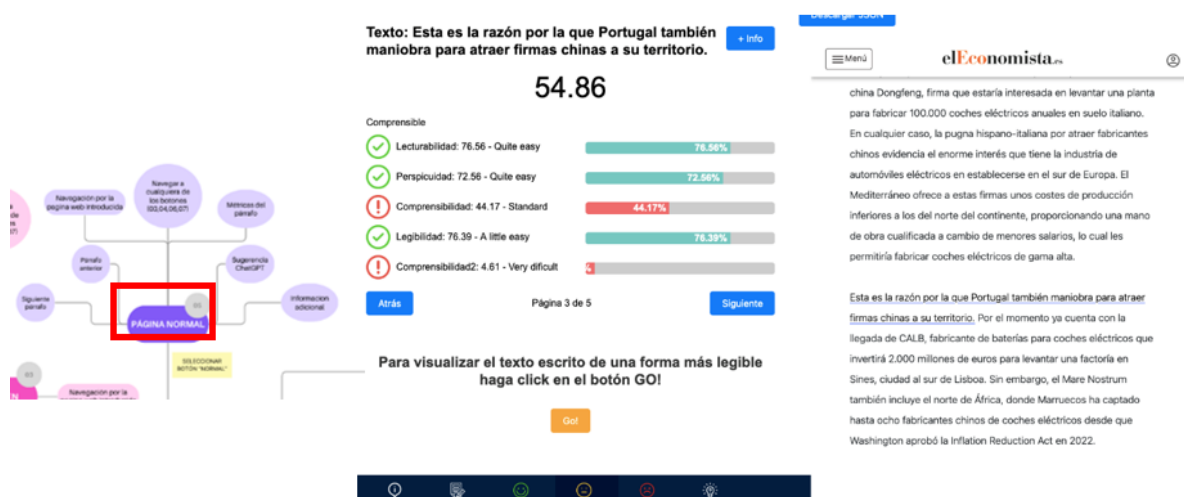 Navegación por la
pagina web introducida
Navegar a
cualquiera de
los botones
(00,04,06,07)
Métricas del
párrafo
Párrafo
anterior
Sugerencia
ChatGPT
Siguiente
párrafo
Informacion
adicional
PÁGINA NORMAL
SELECCIONAR
BOTÓN "NORMAL"
Navegación por la
Texto: Esta es la razón por la que Portugal también
maniobra para atraer firmas chinas a su territorio.
+ Info
54.86
Comprensible
Lecturabilidad: 76.56 - Quite easy
76.56%
Perspicuidad: 72.56 - Quite easy
72.56%
Comprensibilidad: 44.17 - Standard
44.17%
Legibilidad: 76.39 - A little easy
76.39%
Comprensibilidad2: 4.61 - Very dificult
Atrás
Página 3 de 5
Siguiente
Para visualizar el texto escrito de una forma más legible
haga click en el botón GO!
Go!
Descargar JSON
Menú
elEconomista.es
china Dongfeng, firma que estaría interesada en levantar una planta
para fabricar 100.000 coches eléctricos anuales en suelo italiano.
En cualquier caso, la pugna hispano-italiana por atraer fabricantes
chinos evidencia el enorme interés que tiene la industria de
automóviles eléctricos en establecerse en el sur de Europa. El
Mediterráneo ofrece a estas firmas unos costes de producción
inferiores a los del norte del continente, proporcionando una mano
de obra cualificada a cambio de menores salarios, lo cual les
permitiría fabricar coches eléctricos de gama alta.
Esta es la razón por la que Portugal también maniobra para atraer
firmas chinas a su territorio. Por el momento ya cuenta con la
llegada de CALB, fabricante de baterías para coches eléctricos que
invertirá 2.000 millones de euros para levantar una factoría en
Sines, ciudad al sur de Lisboa. Sin embargo, el Mare Nostrum
también incluye el norte de África, donde Marruecos ha captado
hasta ocho fabricantes chinos de coches eléctricos desde que
Washington aprobó la Inflation Reduction Act en 2022.